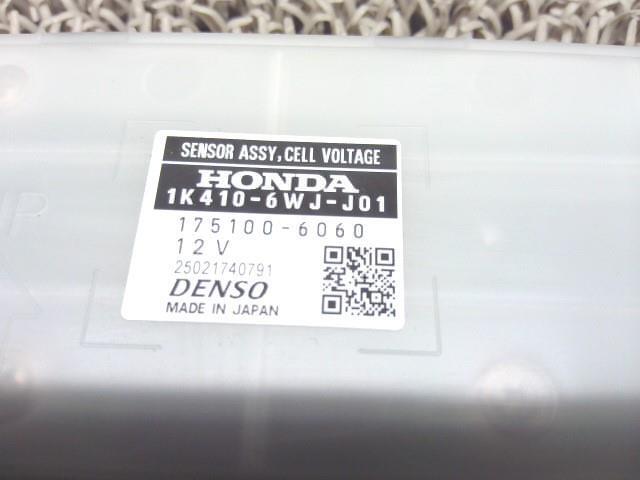 SENSOR ASSY, CELL VOLTAGE
HONDA
1K410-6WJ-J01
175100-6060
12V
25021740791
DENSO
MADE IN JAPAN